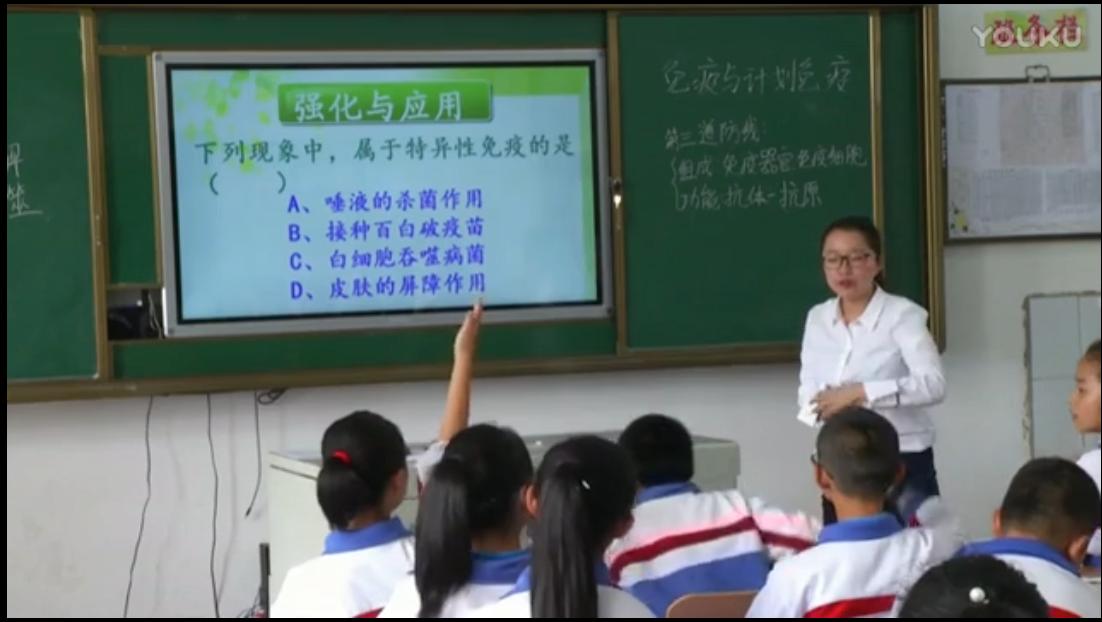 解
噬
强化与应用
下列现象中，属于特异性免疫的是
（ ）
A、唾液的杀菌作用
B、接种百白破疫苗
C、白细胞吞噬病菌
D、皮肤的屏障作用
免疫与计划免疫
第三道防线：
组成 免疫器官免疫细胞
功能 抗体-抗原
YOUKU